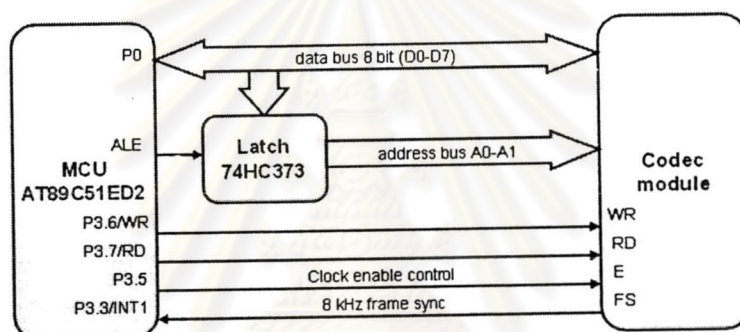 P0
data bus 8 bit (D0-D7)
ALE
Latch
74HC373
address bus A0-A1
MCU
AT89C51ED2
Codec
module
P3.6/WR
WR
P3.7/RD
RD
P3.5
Clock enable control
E
P3.3/INT1
8 kHz frame sync
FS